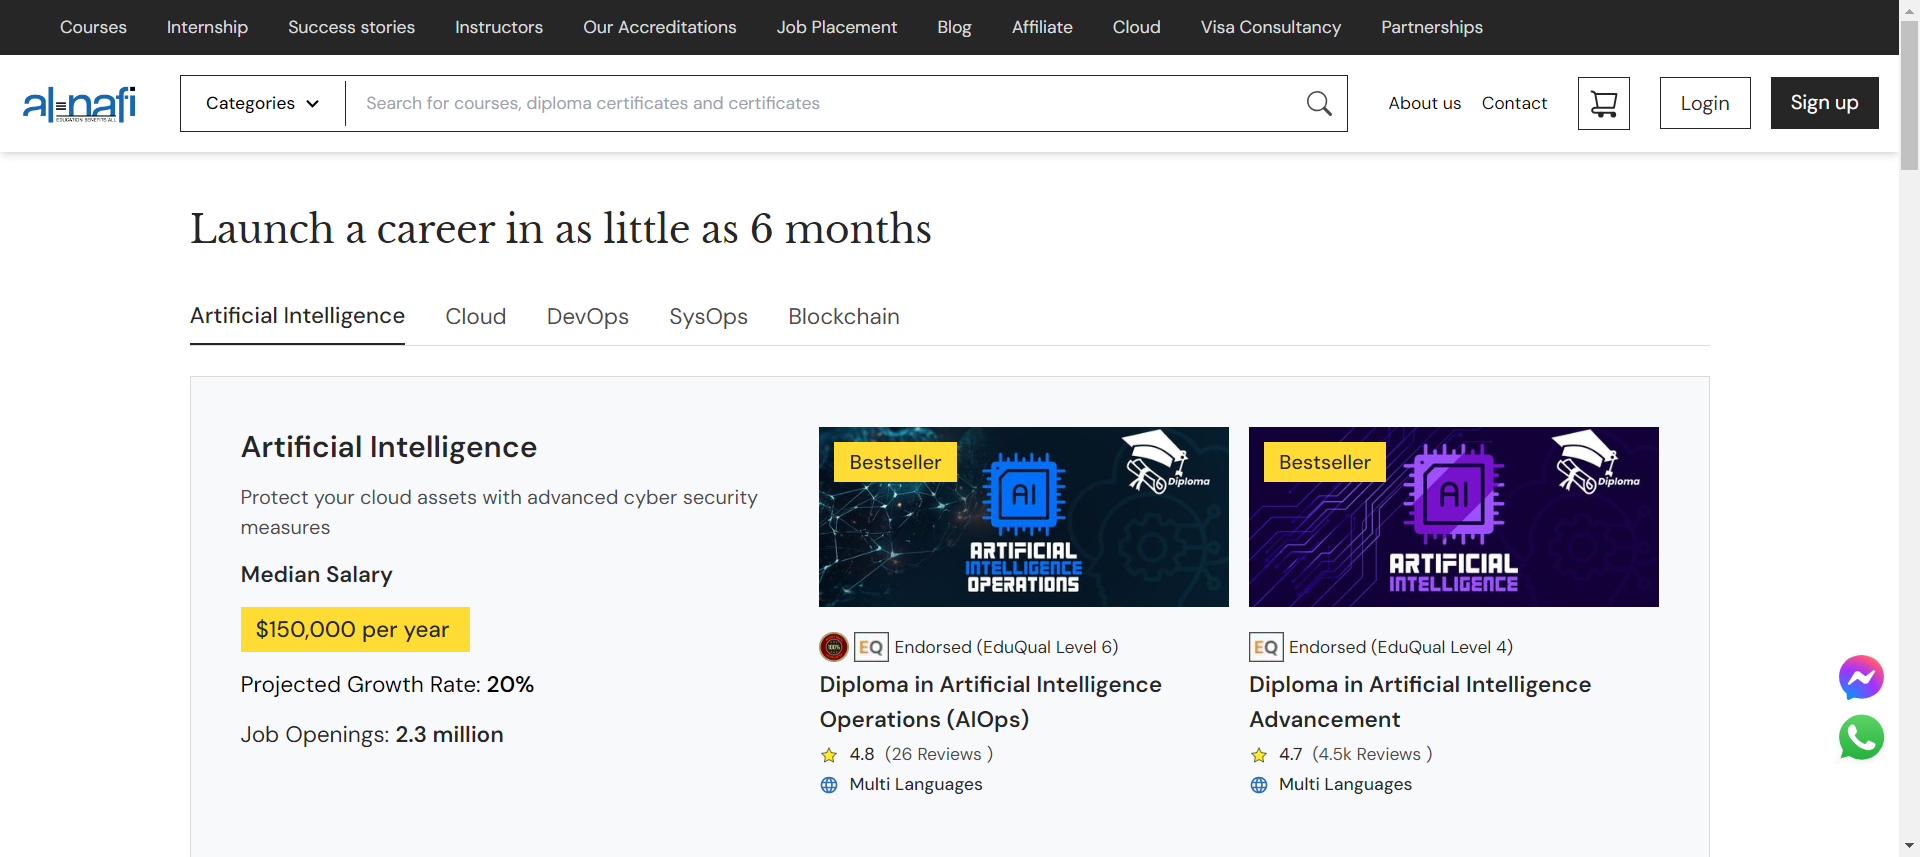 Courses Internship Success stories Instructors Our Accreditations Job Placement Blog Affiliate Cloud Visa Consultancy Partnerships
al-nafi
EDUCATION BENEFITS ALL
Categories
Search for courses, diploma certificates and certificates
About us Contact Login Sign up
Launch a career in as little as 6 months
Artificial Intelligence Cloud DevOps SysOps Blockchain
Artificial Intelligence
Protect your cloud assets with advanced cyber security
measures
Median Salary
$150,000 per year
Projected Growth Rate: 20%
Job Openings: 2.3 million
Bestseller
Diploma
AI
ARTIFICIAL
INTELLIGENCE
OPERATIONS
100%
EQ Endorsed (EduQual Level 6)
Diploma in Artificial Intelligence
Operations (AIOps)
4.8 (26 Reviews )
Multi Languages
Bestseller
Diploma
AI
ARTIFICIAL
INTELLIGENCE
EQ Endorsed (EduQual Level 4)
Diploma in Artificial Intelligence
Advancement
4.7 (4.5k Reviews )
Multi Languages